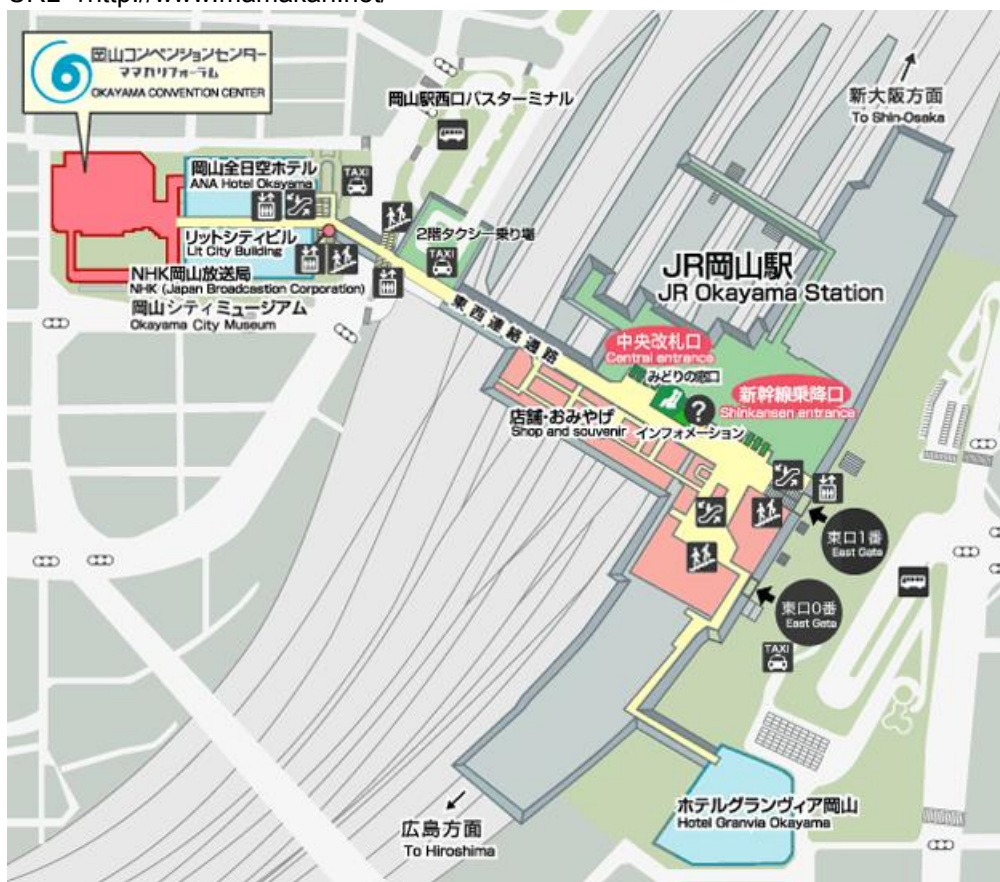 岡山コンベンションセンター
ママカリフォーラム
OKAYAMA CONVENTION CENTER
岡山駅西口バスターミナル
新大阪方面
To Shin-Osaka
岡山全日空ホテル
ANA Hotel Okayama
TAXI
2階タクシー乗り場
TAXI
リットシティビル
Lit City Building
NHK岡山放送局
NHK (Japan Broadcastion Corporation)
岡山シティミュージアム
Okayama City Museum
東西連絡通路
JR岡山駅
JR Okayama Station
中央改札口
Central entrance
みどりの窓口
新幹線乗降口
Shinkansen entrance
店舗・おみやげ
Shop and souvenir
?
インフォメーション
東口1番
East Gate
東口0番
East Gate
TAXI
ホテルグランヴィア岡山
Hotel Granvia Okayama
広島方面
To Hiroshima